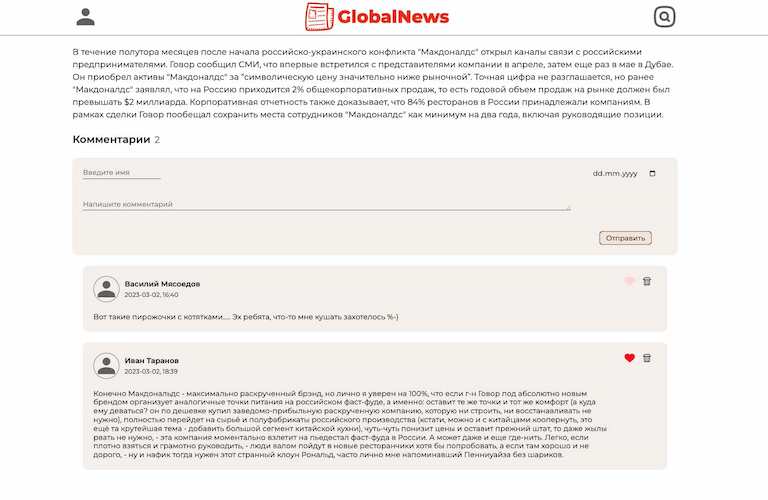 GlobalNews
В течение полутора месяцев после начала российско-украинского конфликта "Макдоналдс" открыл каналы связи с российскими
предпринимателями. Говор сообщил СМИ, что впервые встретился с представителями компании в апреле, затем еще раз в мае в Дубае.
Он приобрел активы "Макдоналдс" за "символическую цену значительно ниже рыночной". Точная цифра не разглашается, но ранее
"Макдоналдс" заявлял, что на Россию приходится 2% общекорпоративных продаж, то есть годовой объем продаж на рынке должен был
превышать $2 миллиарда. Корпоративная отчетность также доказывает, что 84% ресторанов в России принадлежали компаниям. В
рамках сделки Говор пообещал сохранить места сотрудников "Макдоналдс" как минимум на два года, включая руководящие позиции.
Комментарии 2
Введите имя
dd.mm.yyyy
Напишите комментарий
Отправить
Василий Мясоедов
2023-03-02, 16:40
Вот такие пирожочки с котятками.... Эх ребята, что-то мне кушать захотелось %-)
Иван Таранов
2023-03-02, 18:39
Конечно Макдональдс - максимально раскрученный брэнд, но лично я уверен на 100%, что если г-н Говор под абсолютно новым
брендом организует аналогичные точки питания на российском фаст-фуде, а именно: оставит те же точки и тот же комфорт (а куда
ему деваться? он по дешевке купил заведомо-прибыльную раскрученную компанию, которую ни строить, ни восстанавливать не
нужно), полностью перейдет на сырьё и полуфабрикаты российского производства (кстати, можно и с китайцами коопернуть, это
ещё та крутейшая тема - добавить большой сегмент китайской кухни), чуть-чуть понизит цены и оставит прежний штат, то даже жылы
рвать не нужно, - эта компания моментально взлетит на пьедестал фаст-фуда в России. А может даже и еще где-нить. Легко, если
плотно взяться и грамотно руководить, - люди валом пойдут в новые ресторанчики хотя бы попробовать, а если там хорошо и не
дорого, - ну и нафик тогда нужен этот странный клоун Рональд, часто лично мне напоминавший Пенниуайза без шариков.